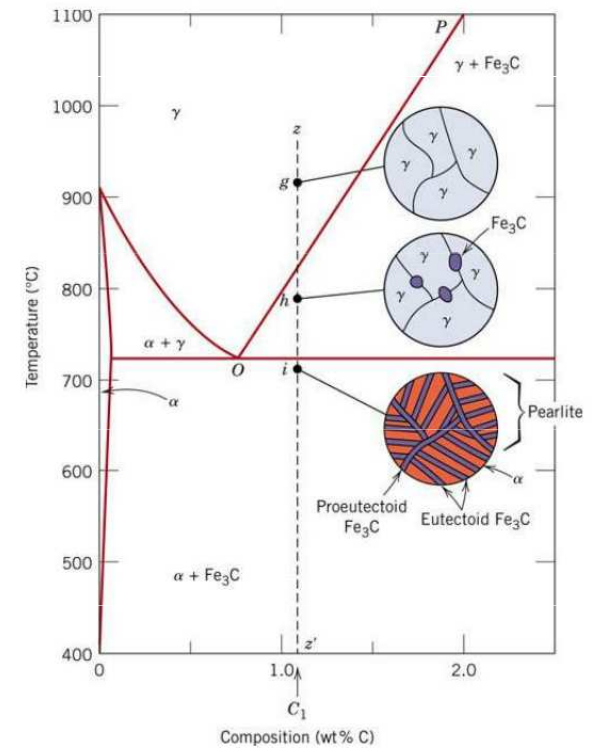 1100
P
γ + Fe₃C
1000
γ
z
γ
γ
γ
γ
g
900
Fe₃C
γ
γ
γ
γ
800
h
Temperature (°C)
α + γ
O
i
700
α
Pearlite
600
α
Proeutectoid
Fe₃C
Eutectoid Fe₃C
500
α + Fe₃C
400
z′
0
1.0
2.0
C₁
Composition (wt% C)